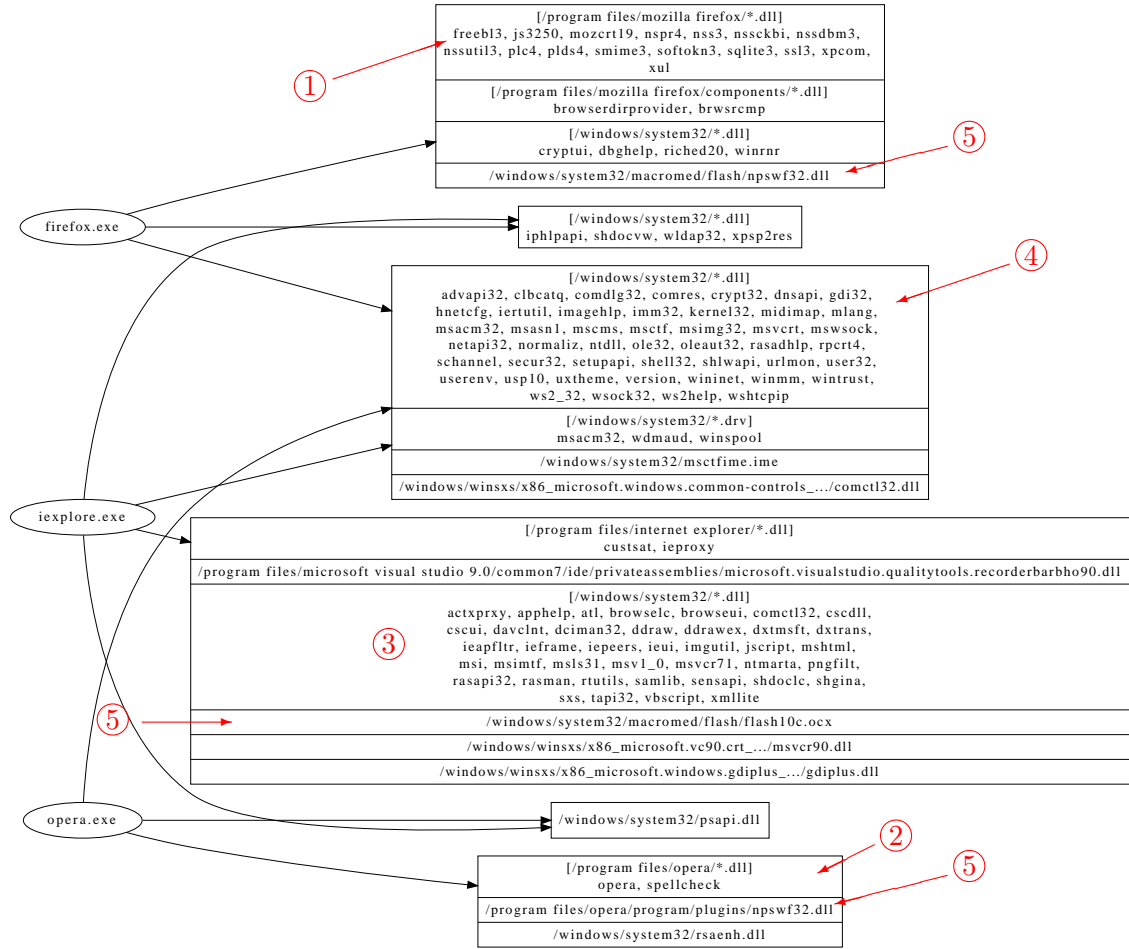 [/program files/mozilla firefox/*.dll]
freebl3, js3250, mozcrt19, nspr4, nss3, nssckbi, nssdbm3,
nssutil3, plc4, plds4, smime3, softokn3, sqlite3, ssl3, xpcom,
xul
①
[/program files/mozilla firefox/components/*.dll]
browserdirprovider, brwsrcmp
[/windows/system32/*.dll]
cryptui, dbghelp, riched20, winrnr
⑤
/windows/system32/macromed/flash/npswf32.dll
firefox.exe
[/windows/system32/*.dll]
iphlpapi, shdocvw, wldap32, xpsp2res
④
[/windows/system32/*.dll]
advapi32, clbcatq, comdlg32, comres, crypt32, dnsapi, gdi32,
hnetcfg, iertutil, imagehlp, imm32, kernel32, midimap, mlang,
msacm32, msasn1, mscms, msctf, msimg32, msvcrt, mswsock,
netapi32, normaliz, ntdll, ole32, oleaut32, rasadhlp, rpcrt4,
schannel, secur32, setupapi, shell32, shlwapi, urlmon, user32,
userenv, usp10, uxtheme, version, wininet, winmm, wintrust,
ws2_32, wsock32, ws2help, wshtcpip
[/windows/system32/*.drv]
msacm32, wdmaud, winspool
/windows/system32/msctfime.ime
/windows/winsxs/x86_microsoft.windows.common-controls_.../comctl32.dll
iexplore.exe
[/program files/internet explorer/*.dll]
custsat, ieproxy
/program files/microsoft visual studio 9.0/common7/ide/privateassemblies/microsoft.visualstudio.qualitytools.recorderbarbho90.dll
[/windows/system32/*.dll]
actxprxy, apphelp, atl, browselc, browseui, comctl32, cscdll,
cscui, davclnt, dciman32, ddraw, ddrawex, dxtmsft, dxtrans,
ieapfltr, ieframe, iepeers, ieui, imgutil, jscript, mshtml,
msi, msimtf, msls31, msv1_0, msvcr71, ntmarta, pngfilt,
rasapi32, rasman, rtutils, samlib, sensapi, shdoclc, shgina,
sxs, tapi32, vbscript, xmllite
③
⑤
/windows/system32/macromed/flash/flash10c.ocx
/windows/winsxs/x86_microsoft.vc90.crt_.../msvcr90.dll
/windows/winsxs/x86_microsoft.windows.gdiplus_.../gdiplus.dll
opera.exe
/windows/system32/psapi.dll
②
[/program files/opera/*.dll]
opera, spellcheck
⑤
/program files/opera/program/plugins/npswf32.dll
/windows/system32/rsaenh.dll